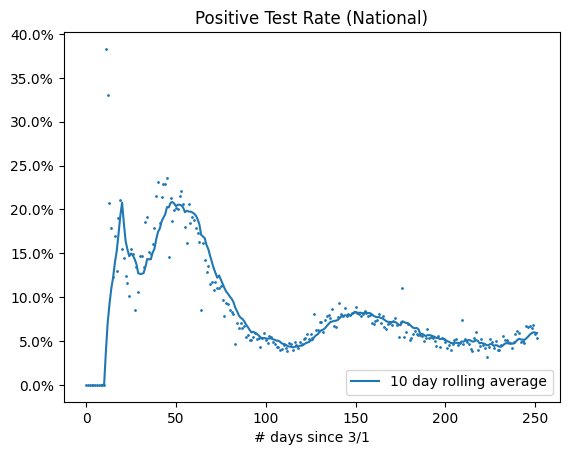 Positive Test Rate (National)
40.0%
35.0%
30.0%
25.0%
20.0%
15.0%
10.0%
5.0%
0.0%
10 day rolling average
0 50 100 150 200 250
# days since 3/1